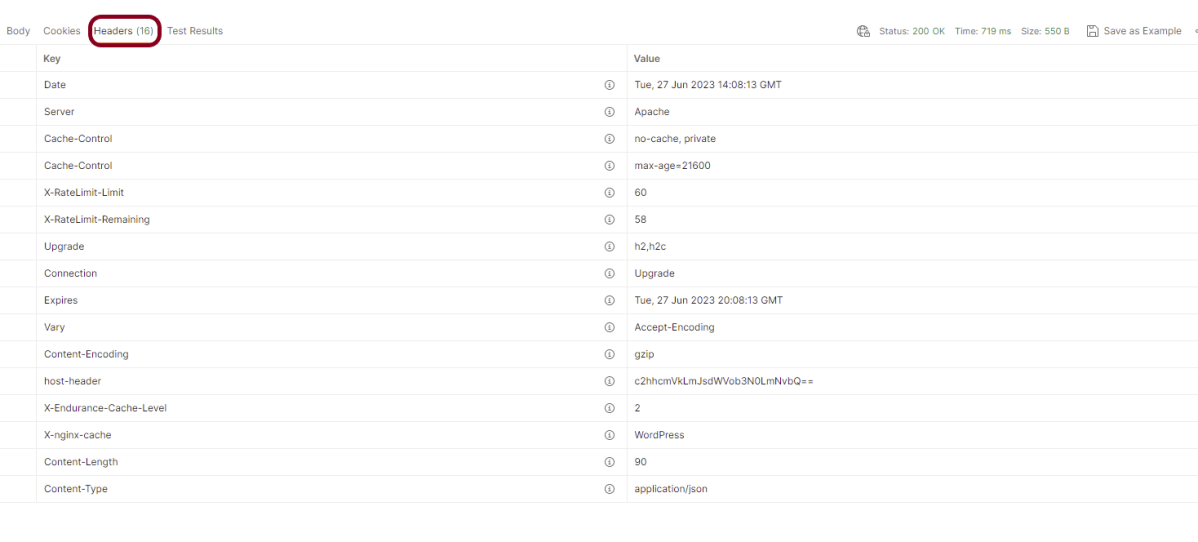 Body Cookies Headers (16) Test Results Status: 200 OK Time: 719 ms Size: 550 B Save as Example
Key Value
Date Tue, 27 Jun 2023 14:08:13 GMT
Server Apache
Cache-Control no-cache, private
Cache-Control max-age=21600
X-RateLimit-Limit 60
X-RateLimit-Remaining 58
Upgrade h2,h2c
Connection Upgrade
Expires Tue, 27 Jun 2023 20:08:13 GMT
Vary Accept-Encoding
Content-Encoding gzip
host-header c2hhcmVkLmJsdWVob3N0LmNvbQ==
X-Endurance-Cache-Level 2
X-nginx-cache WordPress
Content-Length 90
Content-Type application/json